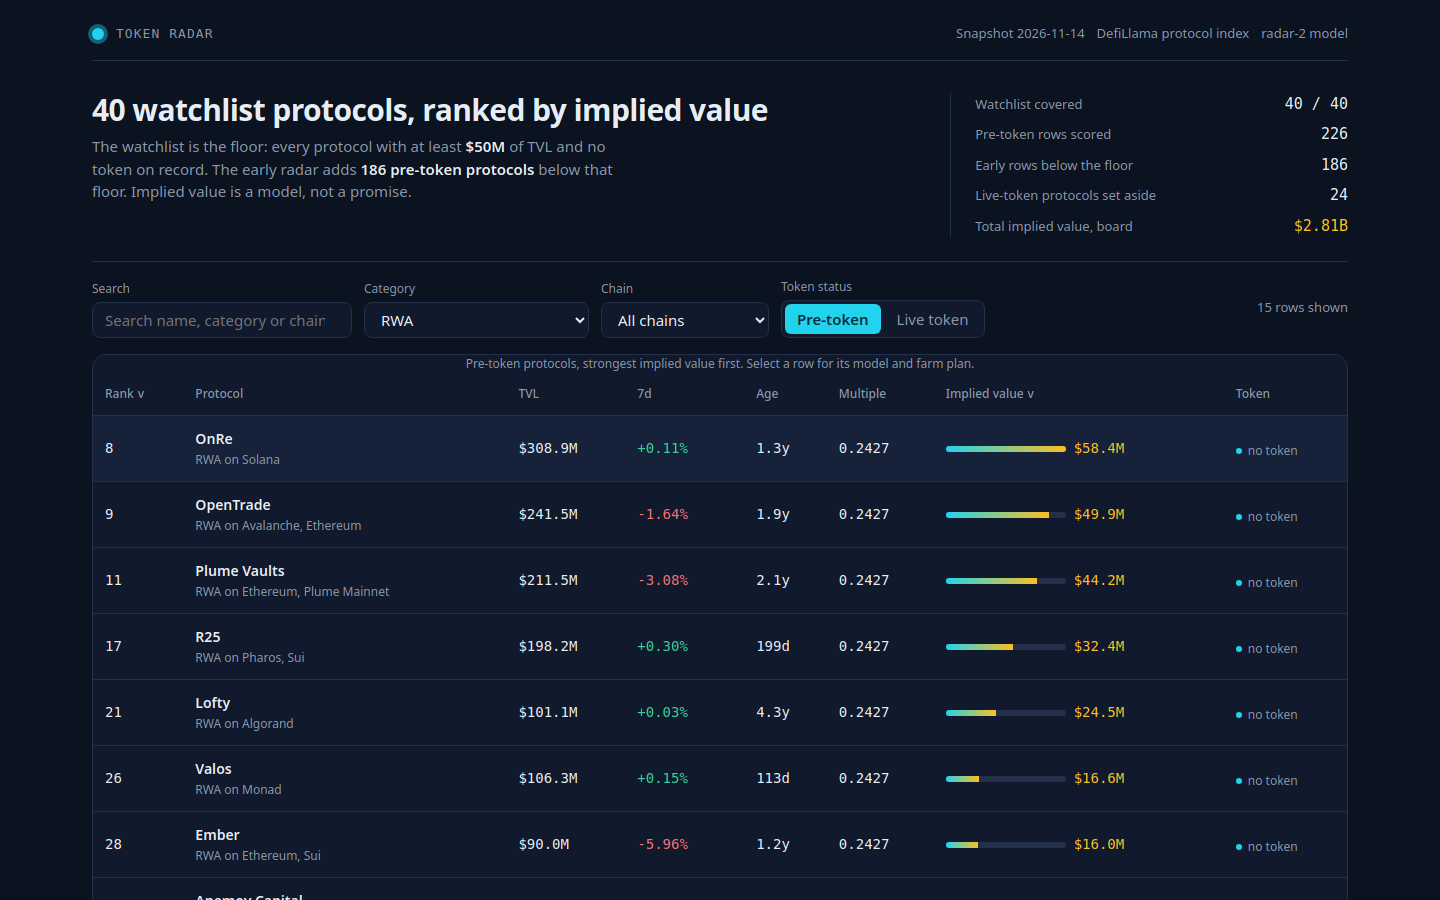 TOKEN RADAR
Snapshot 2026-11-14 DefiLlama protocol index radar-2 model
40 watchlist protocols, ranked by implied value
The watchlist is the floor: every protocol with at least $50M of TVL and no
token on record. The early radar adds 186 pre-token protocols below that
floor. Implied value is a model, not a promise.
Watchlist covered 40 / 40
Pre-token rows scored 226
Early rows below the floor 186
Live-token protocols set aside 24
Total implied value, board $2.81B
Search Category Chain Token status
Search name, category or chain RWA All chains Pre-token Live token 15 rows shown
Pre-token protocols, strongest implied value first. Select a row for its model and farm plan.
Rank v Protocol TVL 7d Age Multiple Implied value v Token
8 OnRe $308.9M +0.11% 1.3y 0.2427 $58.4M no token
RWA on Solana
9 OpenTrade $241.5M -1.64% 1.9y 0.2427 $49.9M no token
RWA on Avalanche, Ethereum
11 Plume Vaults $211.5M -3.08% 2.1y 0.2427 $44.2M no token
RWA on Ethereum, Plume Mainnet
17 R25 $198.2M +0.30% 199d 0.2427 $32.4M no token
RWA on Pharos, Sui
21 Lofty $101.1M +0.03% 4.3y 0.2427 $24.5M no token
RWA on Algorand
26 Valos $106.3M +0.15% 113d 0.2427 $16.6M no token
RWA on Monad
28 Ember $90.0M -5.96% 1.2y 0.2427 $16.0M no token
RWA on Ethereum, Sui
Capital